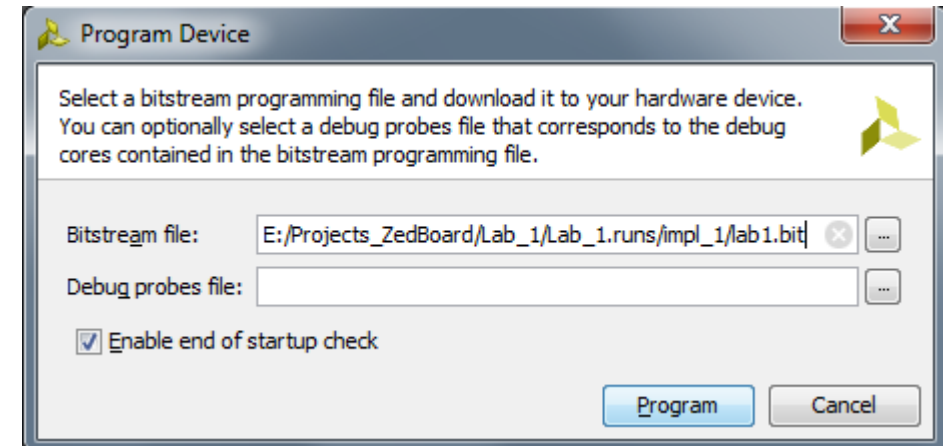 Program Device
Select a bitstream programming file and download it to your hardware device.
You can optionally select a debug probes file that corresponds to the debug
cores contained in the bitstream programming file.
Bitstream file: E:/Projects_ZedBoard/Lab_1/Lab_1.runs/impl_1/lab1.bit ...
Debug probes file: ...
Enable end of startup check
Program Cancel